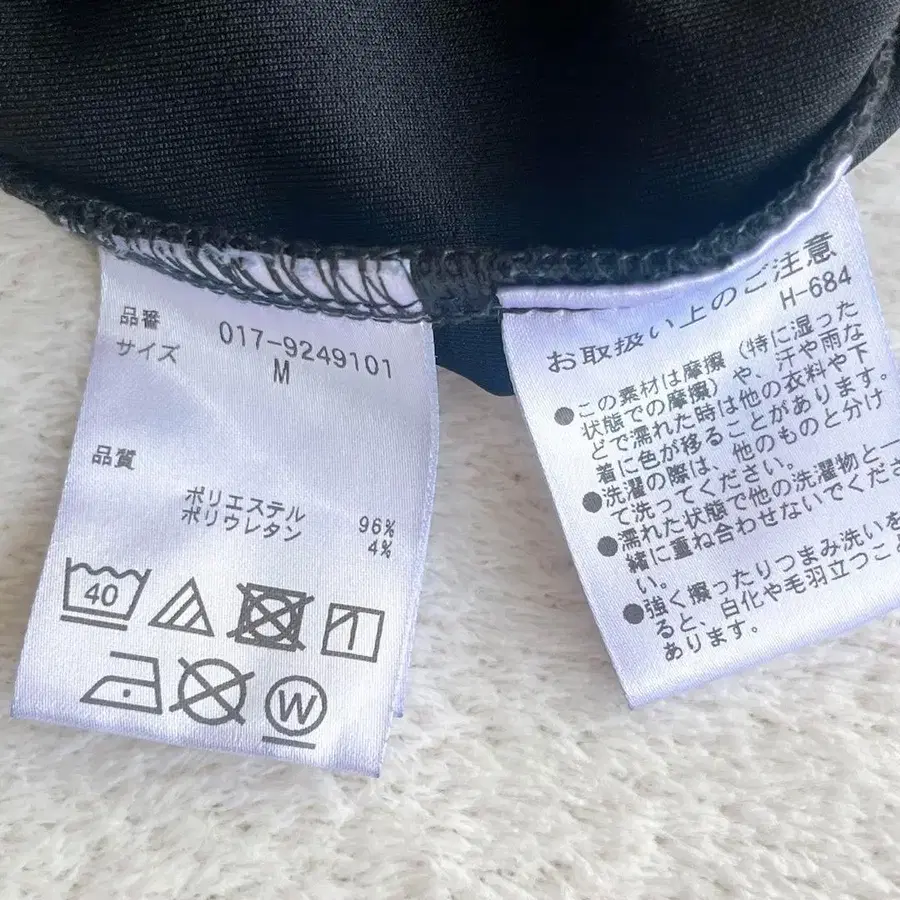 品番 017-9249101
サイズ M
品質
ポリエステル 96%
ポリウレタン 4%
40
W
お取扱い上のご注意
H-684
●この素材は摩擦(特に湿った
状態での摩擦)や、汗や雨な
どで濡れた時は他の衣料や下
着に色が移ることがあります。
●洗濯の際は、他のものと分け
て洗ってください。
●濡れた状態で他の洗濯物と一
緒に重ね合わせないでくださ
い。
●強く擦ったりつまみ洗いを
ると、白化や毛羽立つこ
あります。